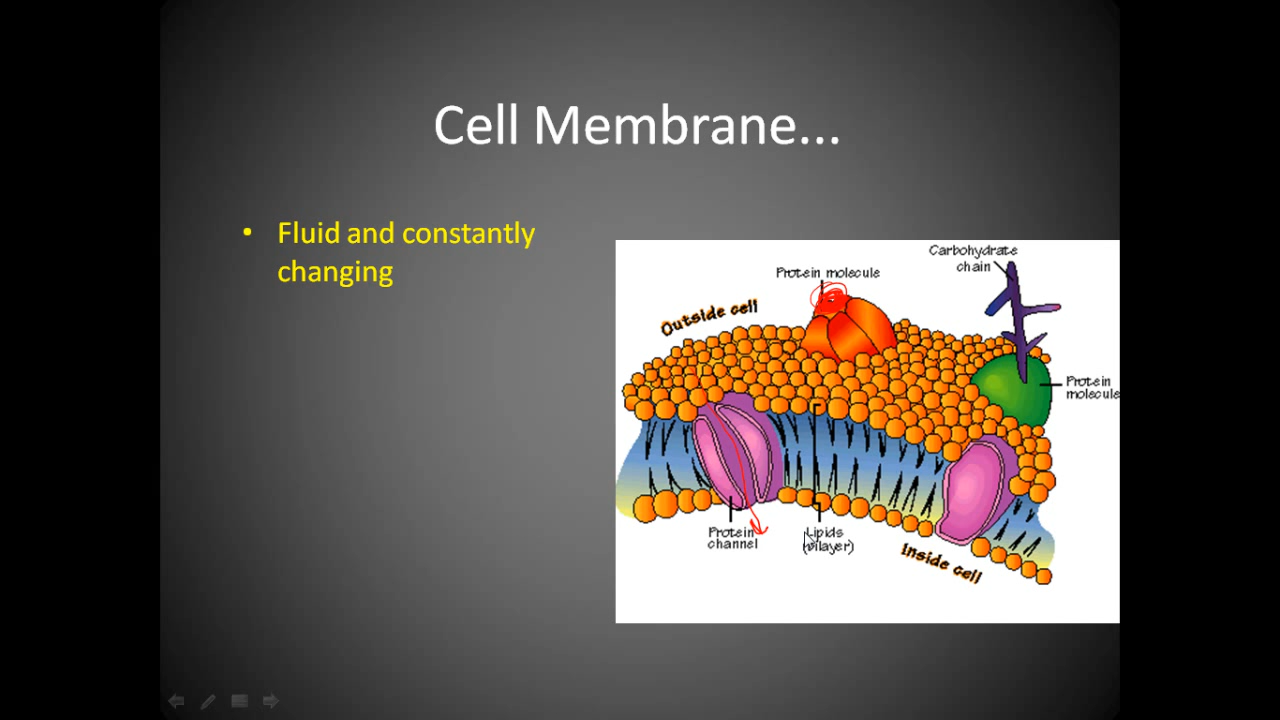 Cell Membrane...
• Fluid and constantly
changing
Carbohydrate
chain
Protein molecule
Outside cell
Protein
molecule
Protein
channel
Lipids
(bilayer)
Inside cell